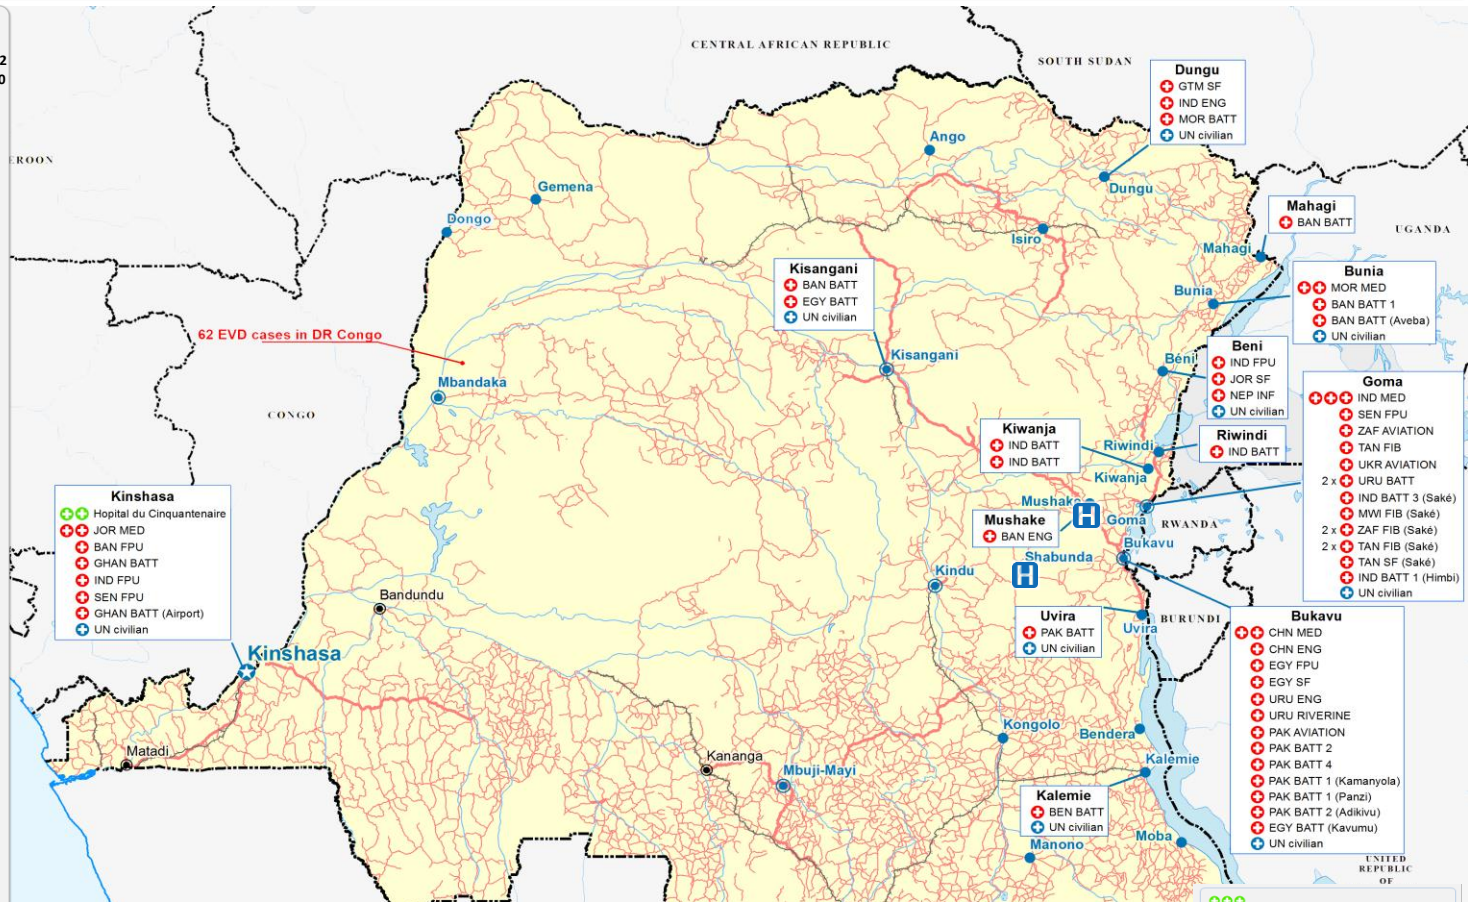 2
0
CENTRAL AFRICAN REPUBLIC
SOUTH SUDAN
EROON
UGANDA
CONGO
RWANDA
BURUNDI
UNITED
REPUBLIC
OF
Dungu
GTM SF
IND ENG
MOR BATT
UN civilian
Ango
Dungu
Gemena
Dongo
Isiro
Mahagi
BAN BATT
Mahagi
Bunia
MOR MED
BAN BATT 1
BAN BATT (Aveba)
UN civilian
Bunia
Kisangani
BAN BATT
EGY BATT
UN civilian
Kisangani
62 EVD cases in DR Congo
Mbandaka
Beni
IND FPU
JOR SF
NEP INF
UN civilian
Béni
Goma
IND MED
SEN FPU
ZAF AVIATION
TAN FIB
UKR AVIATION
2 x URU BATT
IND BATT 3 (Saké)
MWI FIB (Saké)
2 x ZAF FIB (Saké)
2 x TAN FIB (Saké)
TAN SF (Saké)
IND BATT 1 (Himbi)
UN civilian
Kiwanja
IND BATT
IND BATT
Riwindi
IND BATT
Riwindi
Kiwanja
Mushake
H
Goma
Mushake
BAN ENG
Bukavu
Shabunda
H
Kindu
Kinshasa
Hopital du Cinquantenaire
JOR MED
BAN FPU
GHAN BATT
IND FPU
SEN FPU
GHAN BATT (Airport)
UN civilian
Kinshasa
Bandundu
Matadi
Uvira
PAK BATT
UN civilian
Uvira
Bukavu
CHN MED
CHN ENG
EGY FPU
EGY SF
URU ENG
URU RIVERINE
PAK AVIATION
PAK BATT 2
PAK BATT 4
PAK BATT 1 (Kamanyola)
PAK BATT 1 (Panzi)
PAK BATT 2 (Adikivu)
EGY BATT (Kavumu)
UN civilian
Kongolo
Bendera
Kananga
Mbuji-Mayi
Kalemie
Kalemie
BEN BATT
UN civilian
Manono
Moba